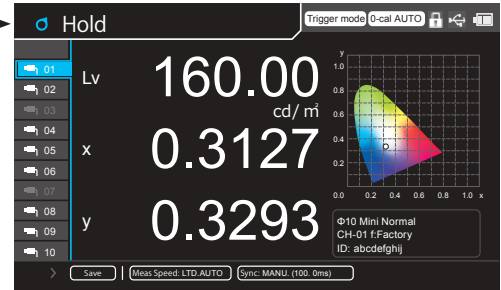 Hold
Trigger mode 0-cal AUTO
01
02
03
04
05
06
07
08
09
10
Lv 160.00
cd/㎡
x 0.3127
y 0.3293
y
1.0
0.8
0.6
0.4
0.2
0.0 0.2 0.4 0.6 0.8 1.0 x
Φ10 Mini Normal
CH-01 f:Factory
ID: abcdefghij
> Save Meas Speed: LTD.AUTO Sync: MANU. (100. 0ms)